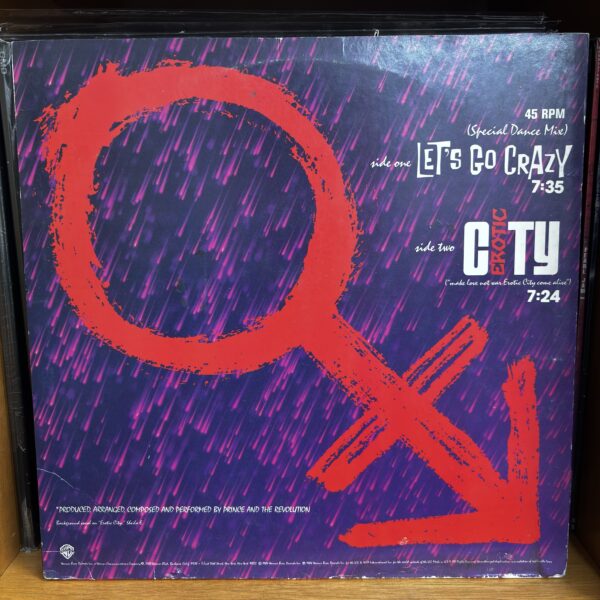 45 RPM
(Special Dance Mix)
side one LET'S GO CRAZY
7:35
side two EROTIC CITY
("make love not war Erotic City come alive")
7:24
*PRODUCED, ARRANGED, COMPOSED AND PERFORMED BY PRINCE AND THE REVOLUTION
Background vocal on "Erotic City": Sheila E.